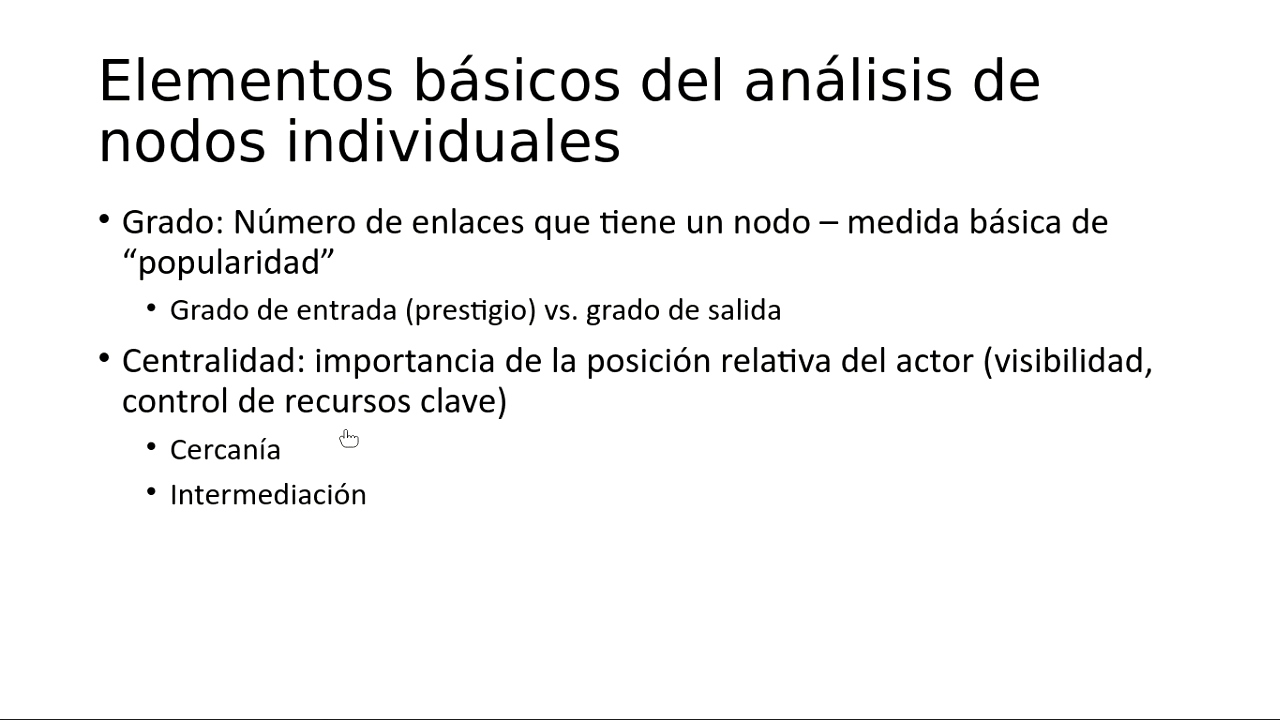 Elementos básicos del análisis de
nodos individuales
• Grado: Número de enlaces que tiene un nodo – medida básica de
“popularidad”
• Grado de entrada (prestigio) vs. grado de salida
• Centralidad: importancia de la posición relativa del actor (visibilidad,
control de recursos clave)
• Cercanía
• Intermediación